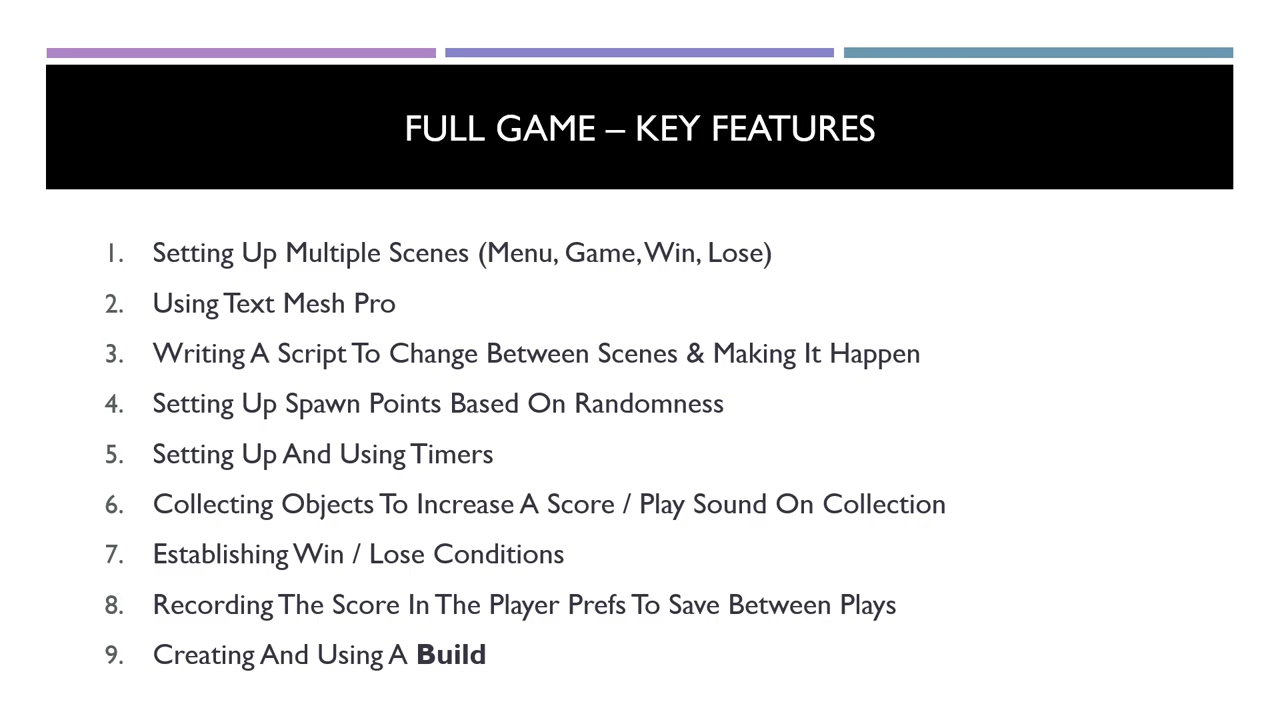 FULL GAME – KEY FEATURES
1. Setting Up Multiple Scenes (Menu, Game, Win, Lose)
2. Using Text Mesh Pro
3. Writing A Script To Change Between Scenes & Making It Happen
4. Setting Up Spawn Points Based On Randomness
5. Setting Up And Using Timers
6. Collecting Objects To Increase A Score / Play Sound On Collection
7. Establishing Win / Lose Conditions
8. Recording The Score In The Player Prefs To Save Between Plays
9. Creating And Using A Build